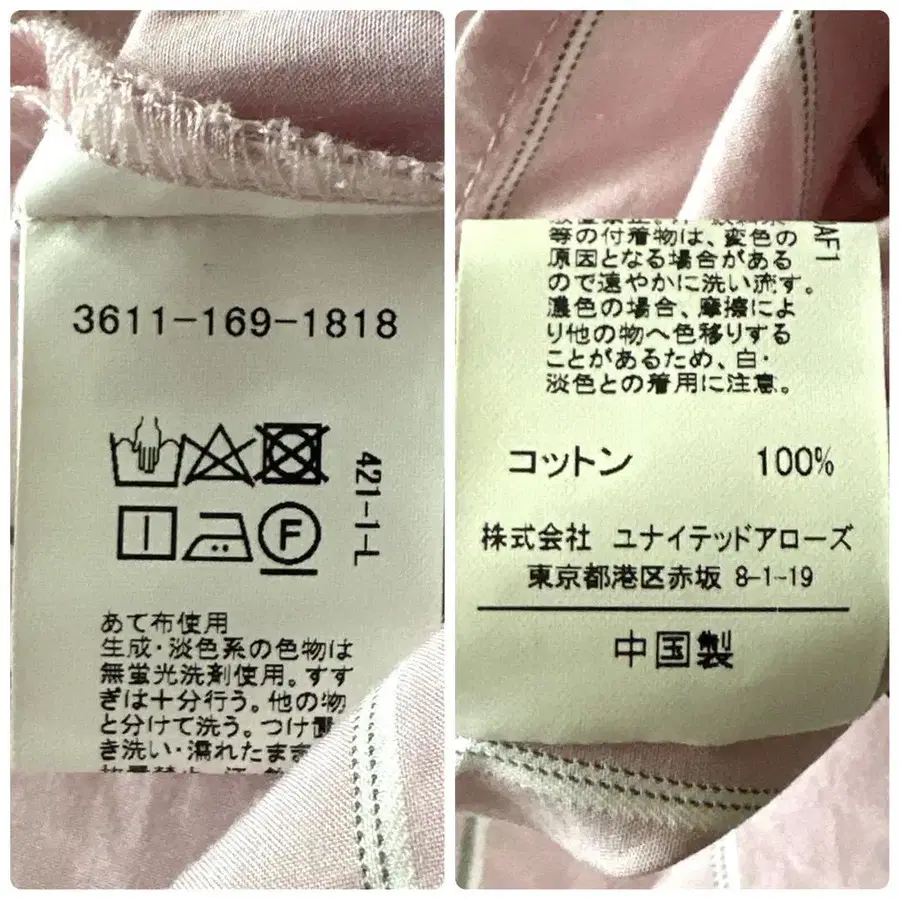 3611-169-1818
421-1-L
F
あて布使用
生成・淡色系の色物は
無蛍光洗剤使用。すす
ぎは十分行う。他の物
と分けて洗う。つけ置
き洗い・濡れたまま
等の付着物は、変色の
原因となる場合がある
ので速やかに洗い流す。
濃色の場合、摩擦によ
り他の物へ色移りする
ことがあるため、白・
淡色との着用に注意。
AF1
コットン 100%
株式会社 ユナイテッドアローズ
東京都港区赤坂 8-1-19
中国製